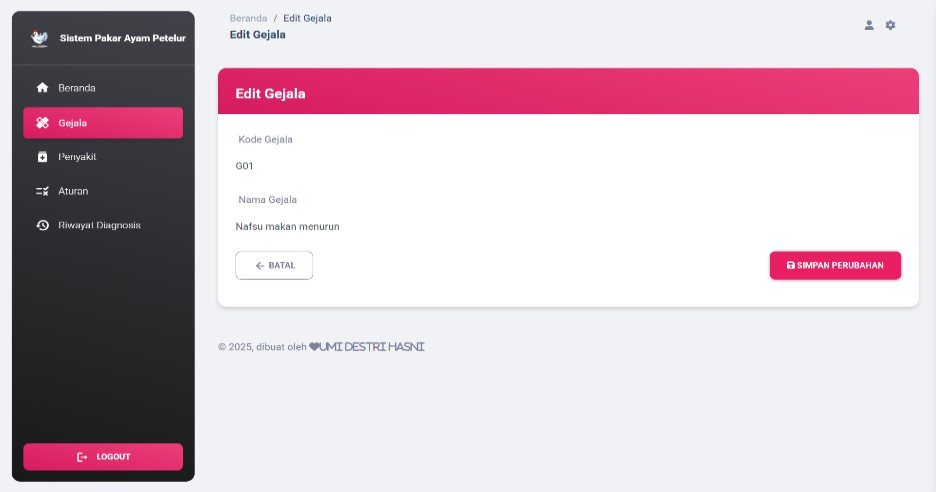 Sistem Pakar Ayam Petelur
Beranda
Gejala
Penyakit
Aturan
Riwayat Diagnosis
LOGOUT
Beranda / Edit Gejala
Edit Gejala
Edit Gejala
Kode Gejala
G01
Nama Gejala
Nafsu makan menurun
BATAL
SIMPAN PERUBAHAN
© 2025, dibuat oleh UMI DESTRI HASNI